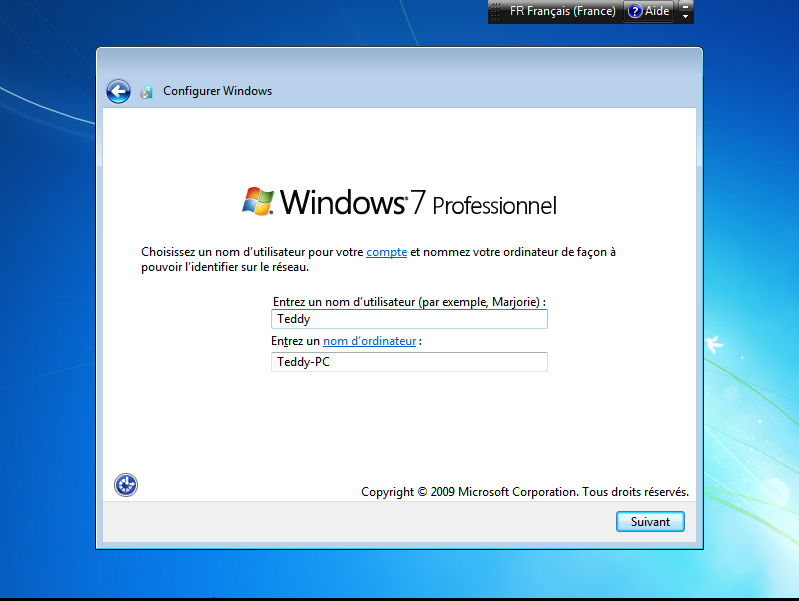 FR Français (France) Aide
Configurer Windows
Windows 7 Professionnel
Choisissez un nom d'utilisateur pour votre compte et nommez votre ordinateur de façon à
pouvoir l'identifier sur le réseau.
Entrez un nom d'utilisateur (par exemple, Marjorie) :
Teddy
Entrez un nom d'ordinateur :
Teddy-PC
Copyright © 2009 Microsoft Corporation. Tous droits réservés.
Suivant